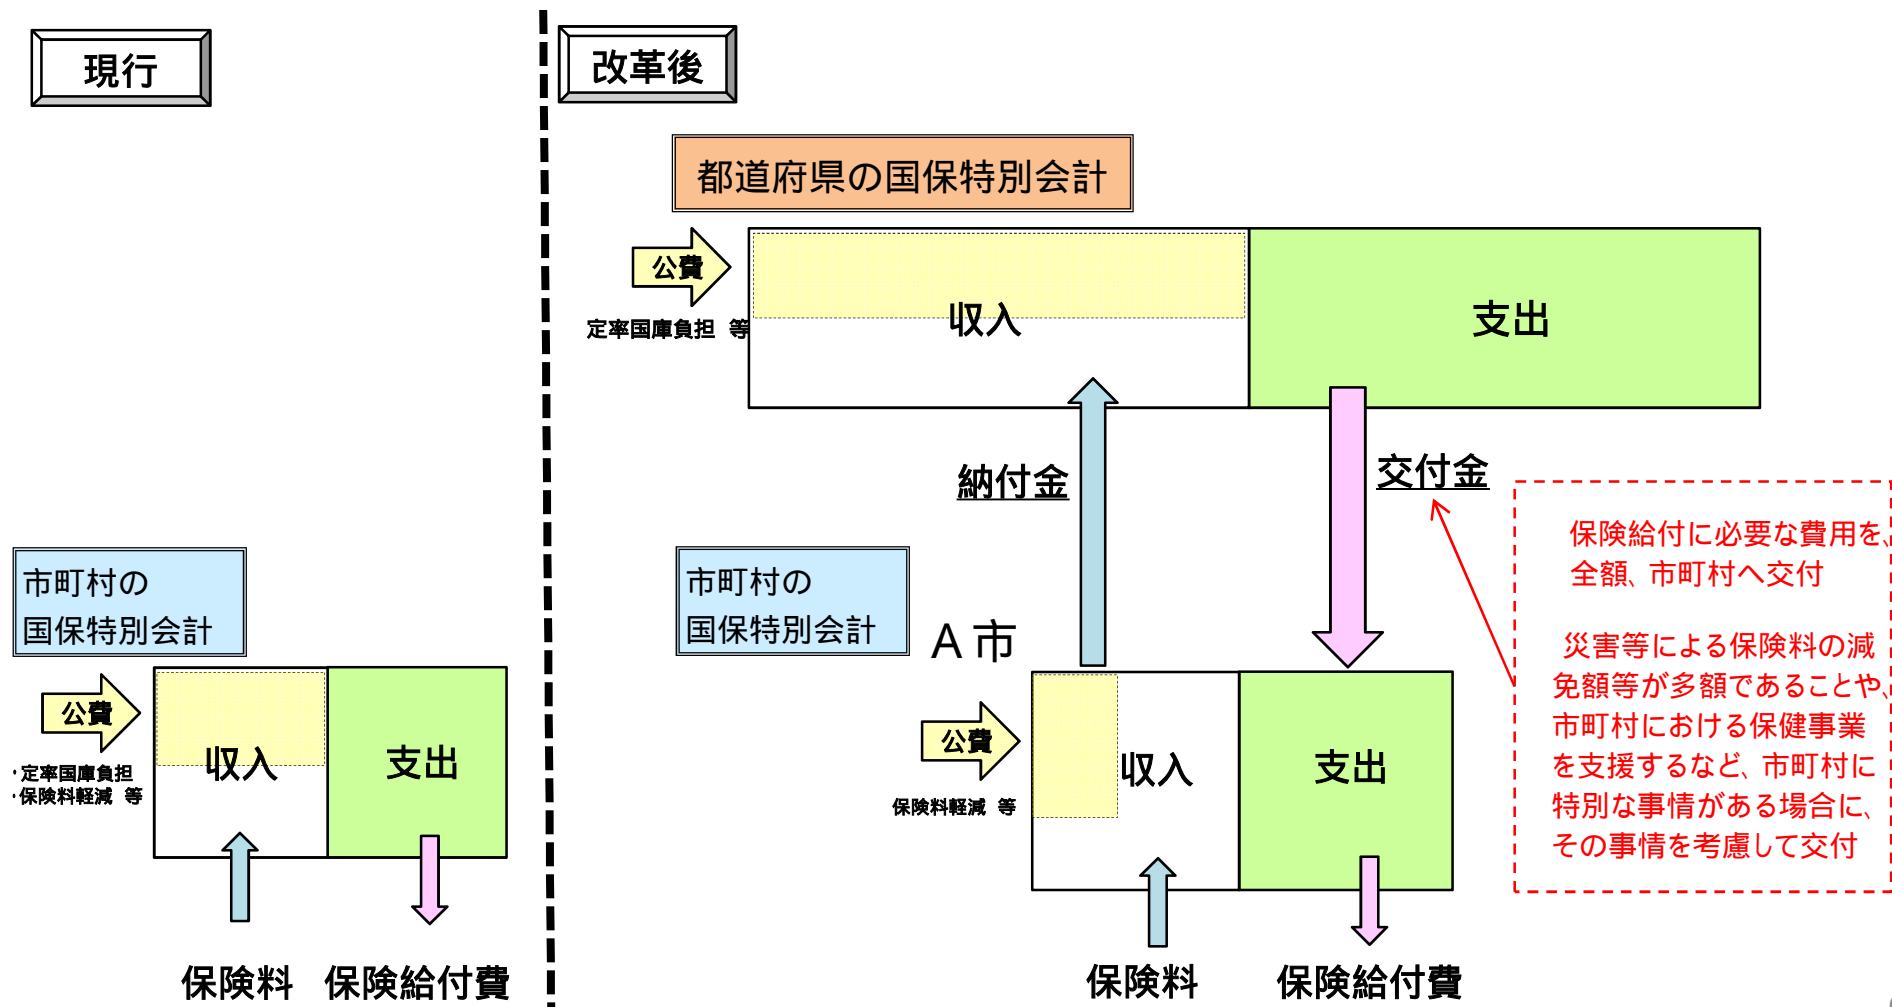 現行
市町村の
国保特別会計
公費
・定率国庫負担
・保険料軽減 等
収入
支出
保険料
保険給付費
改革後
都道府県の国保特別会計
公費
定率国庫負担 等
収入
支出
納付金
交付金
保険給付に必要な費用を、
全額、市町村へ交付
災害等による保険料の減
免額等が多額であることや、
市町村における保健事業
を支援するなど、市町村に
特別な事情がある場合に、
その事情を考慮して交付
市町村の
国保特別会計
A市
公費
保険料軽減 等
収入
支出
保険料
保険給付費